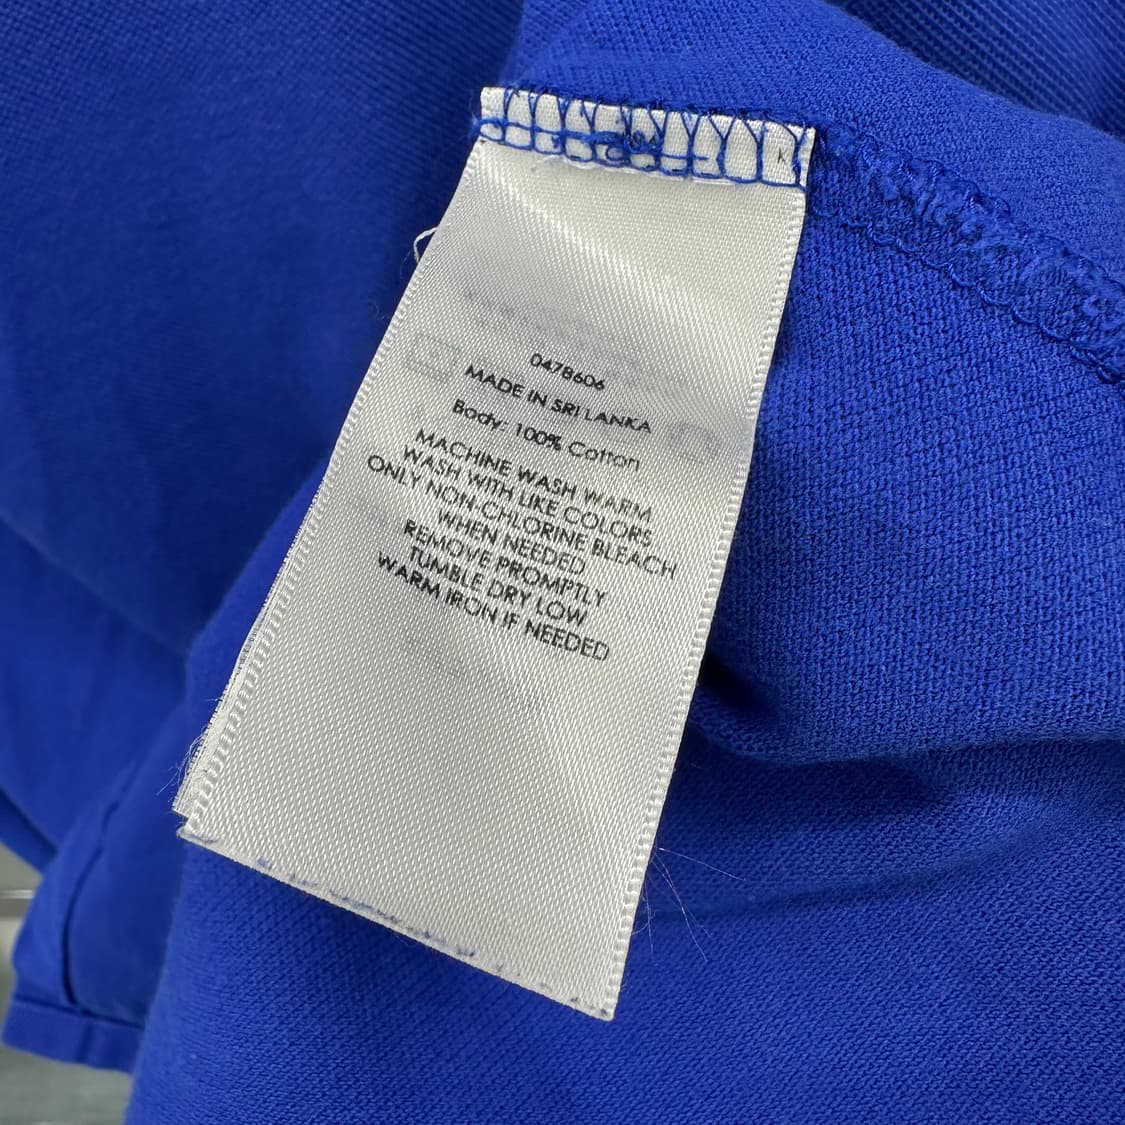 0478606
MADE IN SRI LANKA
Body: 100% Cotton
MACHINE WASH WARM
WASH WITH LIKE COLORS
ONLY NON-CHLORINE BLEACH
WHEN NEEDED
REMOVE PROMPTLY
TUMBLE DRY LOW
WARM IRON IF NEEDED